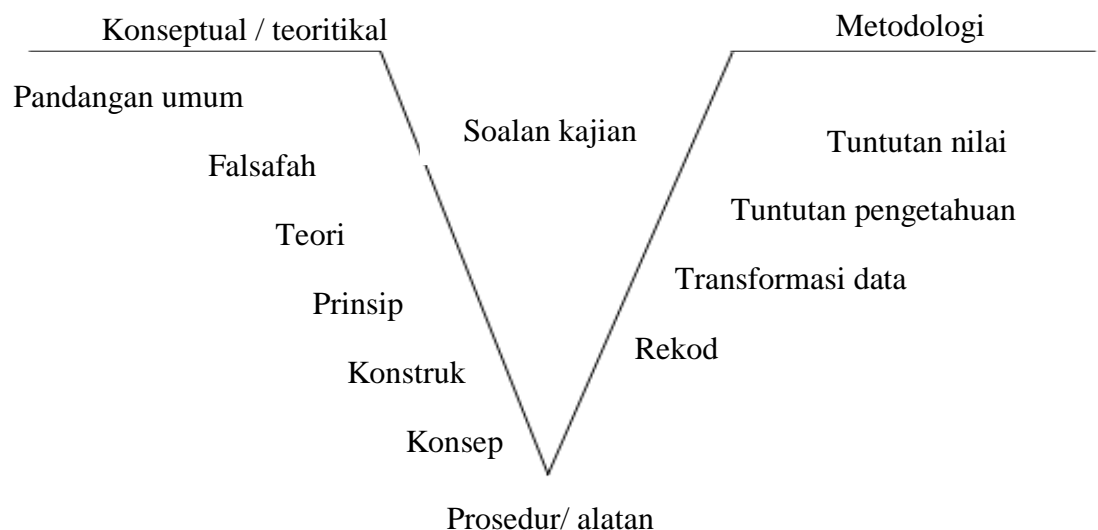 Konseptual / teoritikal
Metodologi
Pandangan umum
Soalan kajian
Tuntutan nilai
Falsafah
Tuntutan pengetahuan
Teori
Transformasi data
Prinsip
Rekod
Konstruk
Konsep
Prosedur/ alatan